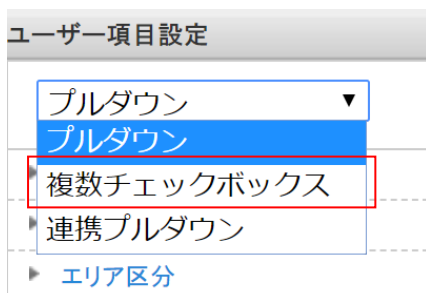 ユーザー項目設定
プルダウン ▼
プルダウン
複数チェックボックス
連携プルダウン
エリア区分